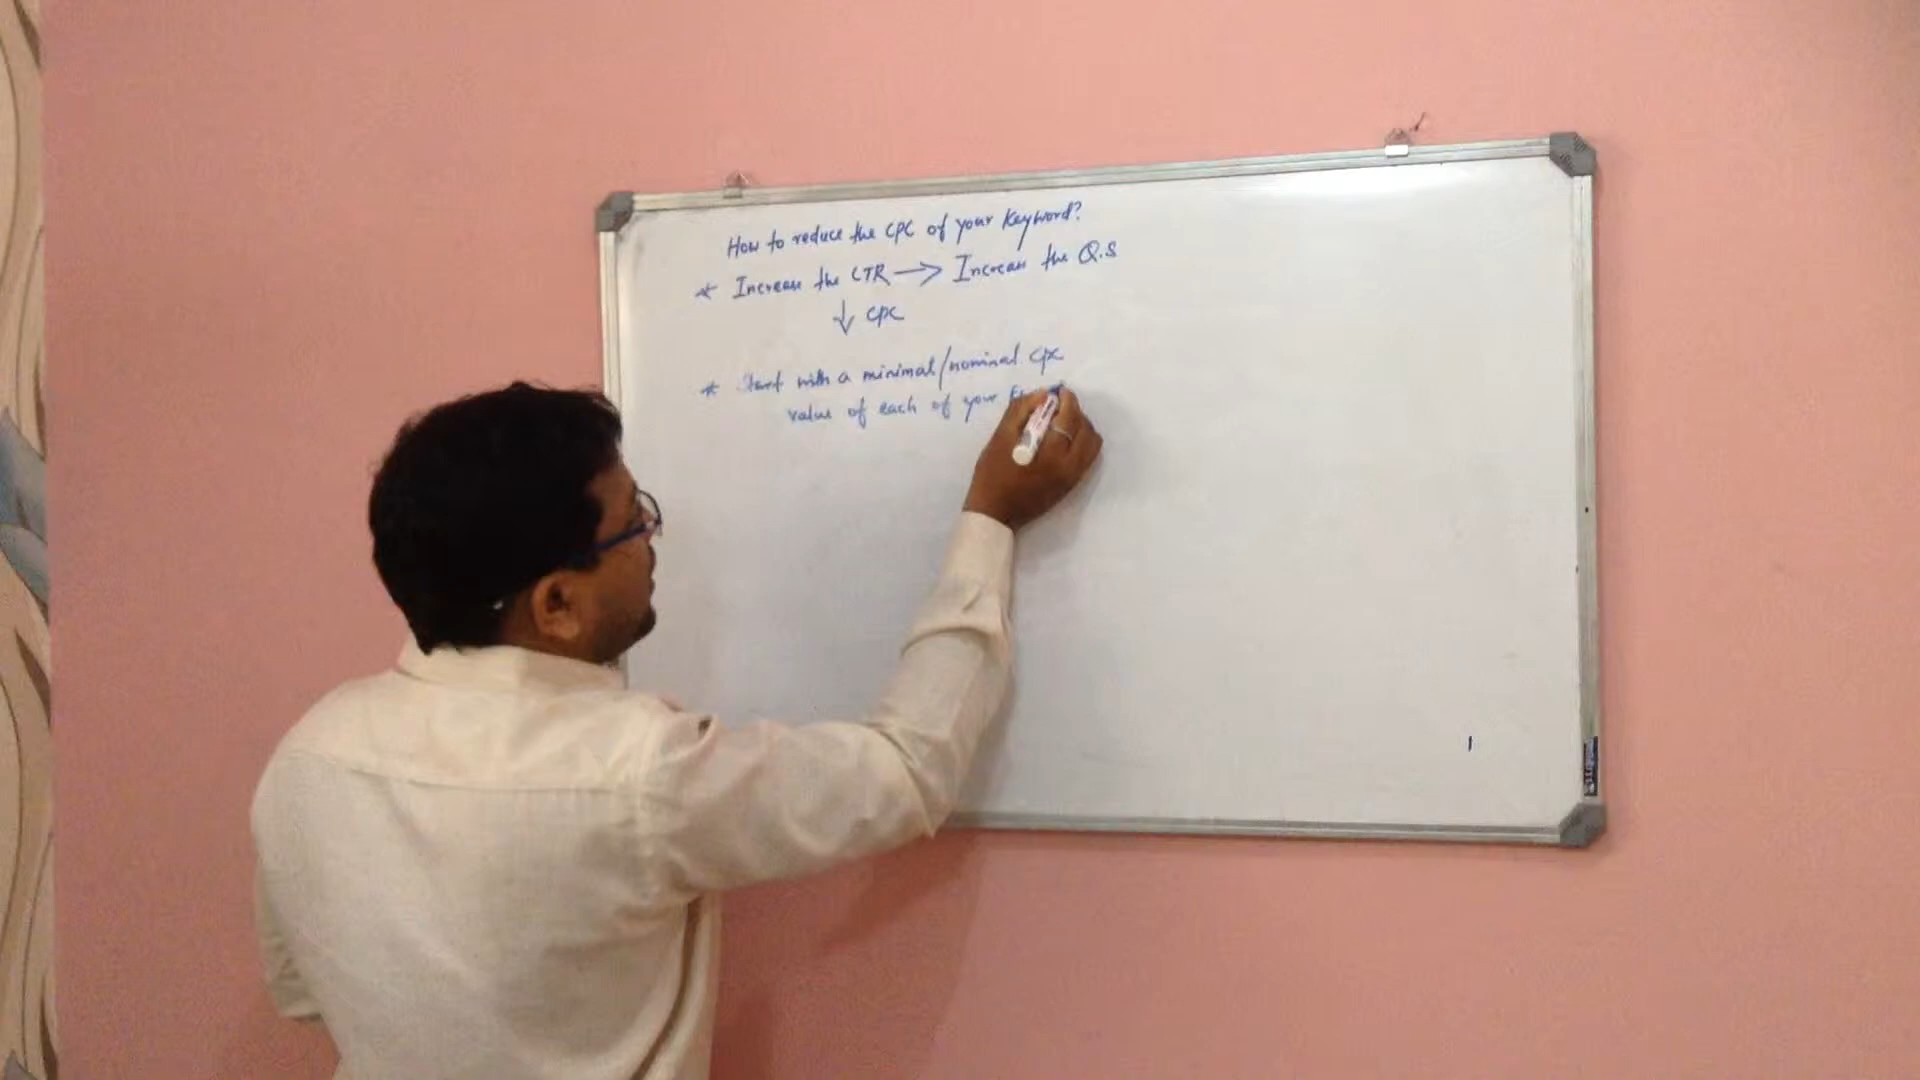 How to reduce the CPC of your Keyword?
* Increase the CTR → Increase the Q.S
↓ CPC
* Start with a minimal/nominal CPC
value of each of your